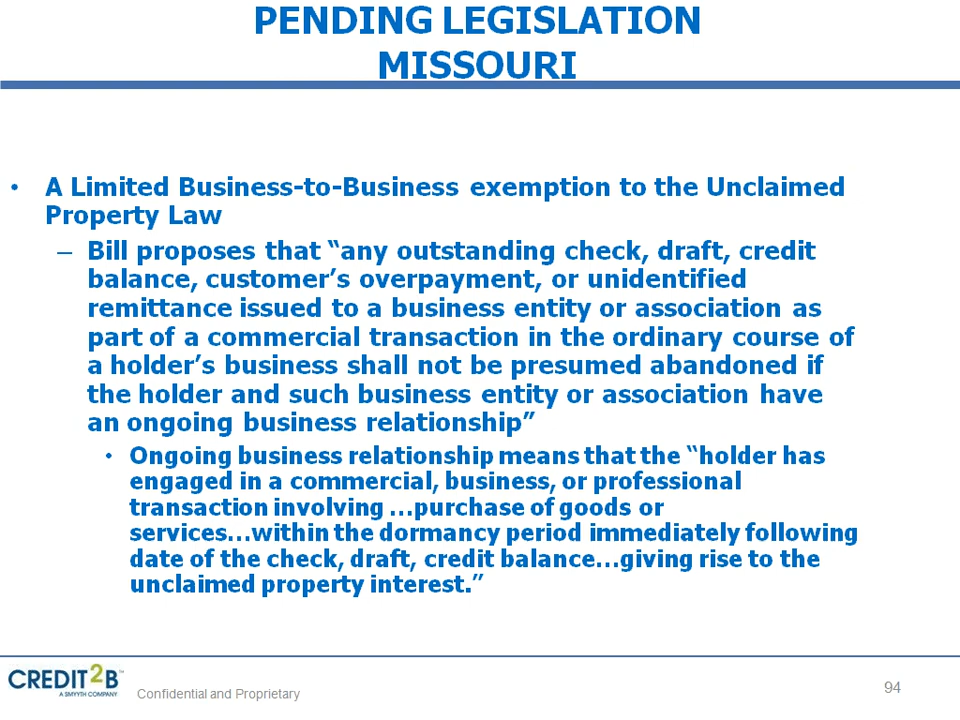 PENDING LEGISLATION
MISSOURI
• A Limited Business-to-Business exemption to the Unclaimed
Property Law
– Bill proposes that “any outstanding check, draft, credit
balance, customer’s overpayment, or unidentified
remittance issued to a business entity or association as
part of a commercial transaction in the ordinary course of
a holder’s business shall not be presumed abandoned if
the holder and such business entity or association have
an ongoing business relationship”
• Ongoing business relationship means that the “holder has
engaged in a commercial, business, or professional
transaction involving …purchase of goods or
services…within the dormancy period immediately following
date of the check, draft, credit balance…giving rise to the
unclaimed property interest.”
CREDIT2B™
A SMYYTH COMPANY
Confidential and Proprietary
94